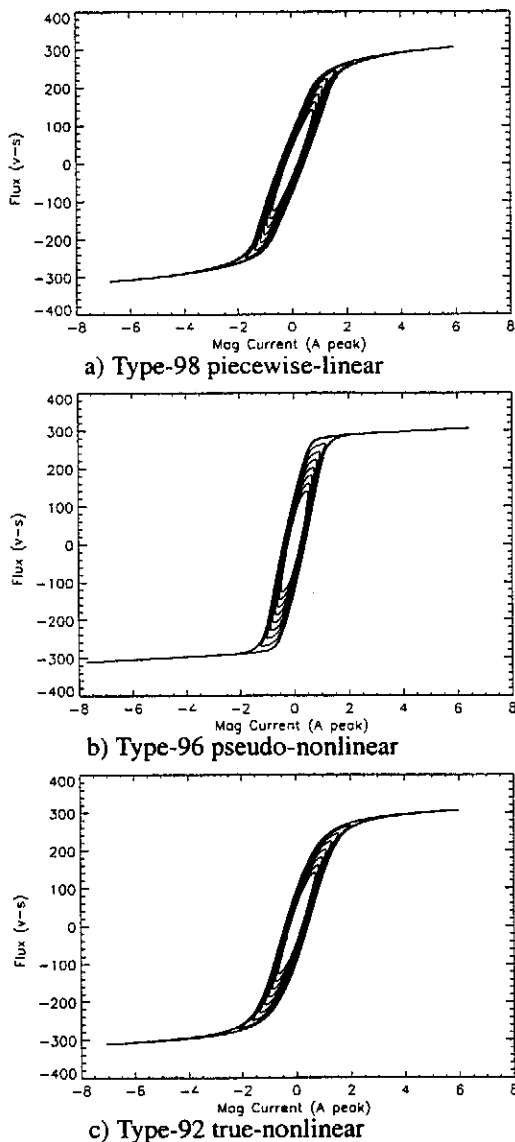 400
300
200
100
0
-100
-200
-300
-400
Flux (v-s)
-8 -6 -4 -2 0 2 4 6 8
Mag Current (A peak)
a) Type-98 piecewise-linear
400
300
200
100
0
-100
-200
-300
-400
Flux (v-s)
-8 -6 -4 -2 0 2 4 6 8
Mag Current (A peak)
b) Type-96 pseudo-nonlinear
400
300
200
100
0
-100
-200
-300
-400
Flux (v-s)
-8 -6 -4 -2 0 2 4 6 8
Mag Current (A peak)
c) Type-92 true-nonlinear